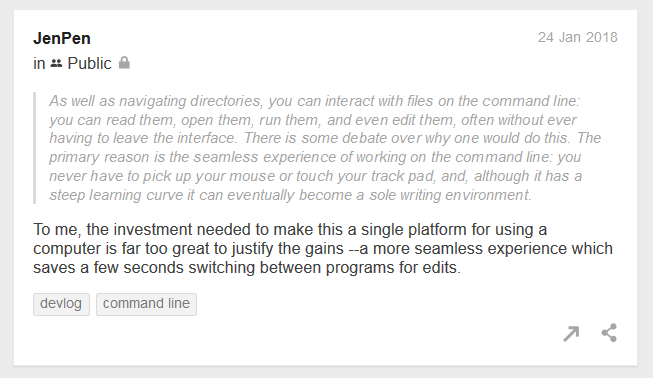 JenPen
24 Jan 2018
in Public
As well as navigating directories, you can interact with files on the command line:
you can read them, open them, run them, and even edit them, often without ever
having to leave the interface. There is some debate over why one would do this. The
primary reason is the seamless experience of working on the command line: you
never have to pick up your mouse or touch your track pad, and, although it has a
steep learning curve it can eventually become a sole writing environment.
To me, the investment needed to make this a single platform for using a
computer is far too great to justify the gains --a more seamless experience which
saves a few seconds switching between programs for edits.
devlog
command line